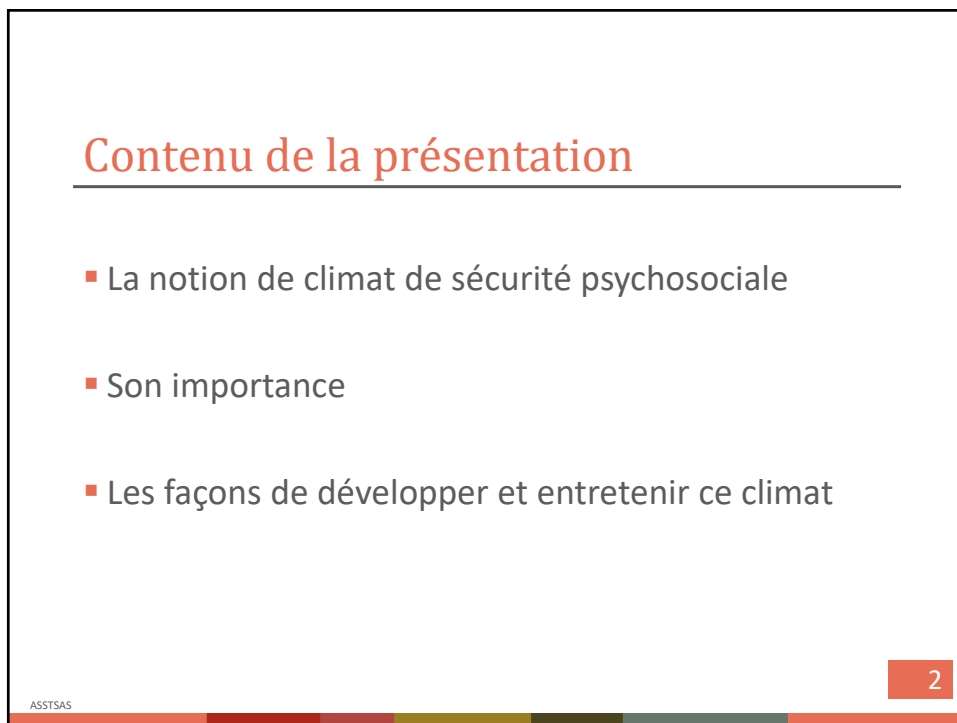 Contenu de la présentation
▪ La notion de climat de sécurité psychosociale
▪ Son importance
▪ Les façons de développer et entretenir ce climat
2
ASSTSAS